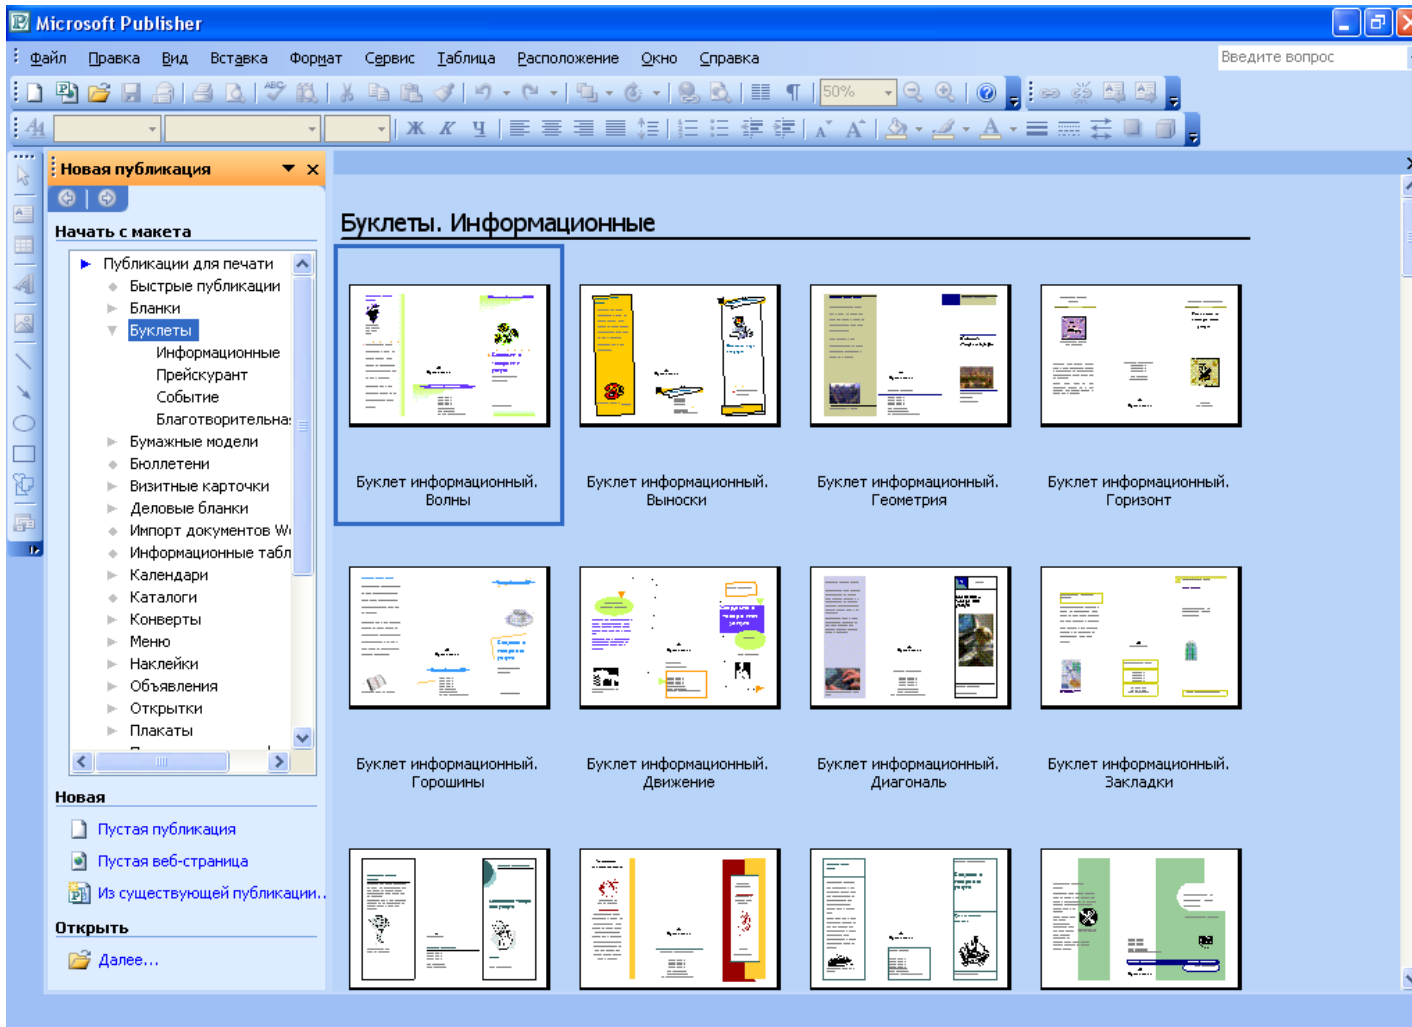 Microsoft Publisher
Файл Правка Вид Вставка Формат Сервис Таблица Расположение Окно Справка
Введите вопрос
50%
Ж К Ч
Новая публикация
Начать с макета
Публикации для печати
Быстрые публикации
Бланки
Буклеты
Информационные
Прейскурант
Событие
Благотворительна
Бумажные модели
Бюллетени
Визитные карточки
Деловые бланки
Импорт документов W
Информационные табл
Календари
Каталоги
Конверты
Меню
Наклейки
Объявления
Открытки
Плакаты
Новая
Пустая публикация
Пустая веб-страница
Из существующей публикации..
Открыть
Далее...
Буклеты. Информационные
Буклет информационный. Волны
Буклет информационный. Выноски
Буклет информационный. Геометрия
Буклет информационный. Горизонт
Буклет информационный. Горошины
Буклет информационный. Движение
Буклет информационный. Диагональ
Буклет информационный. Закладки